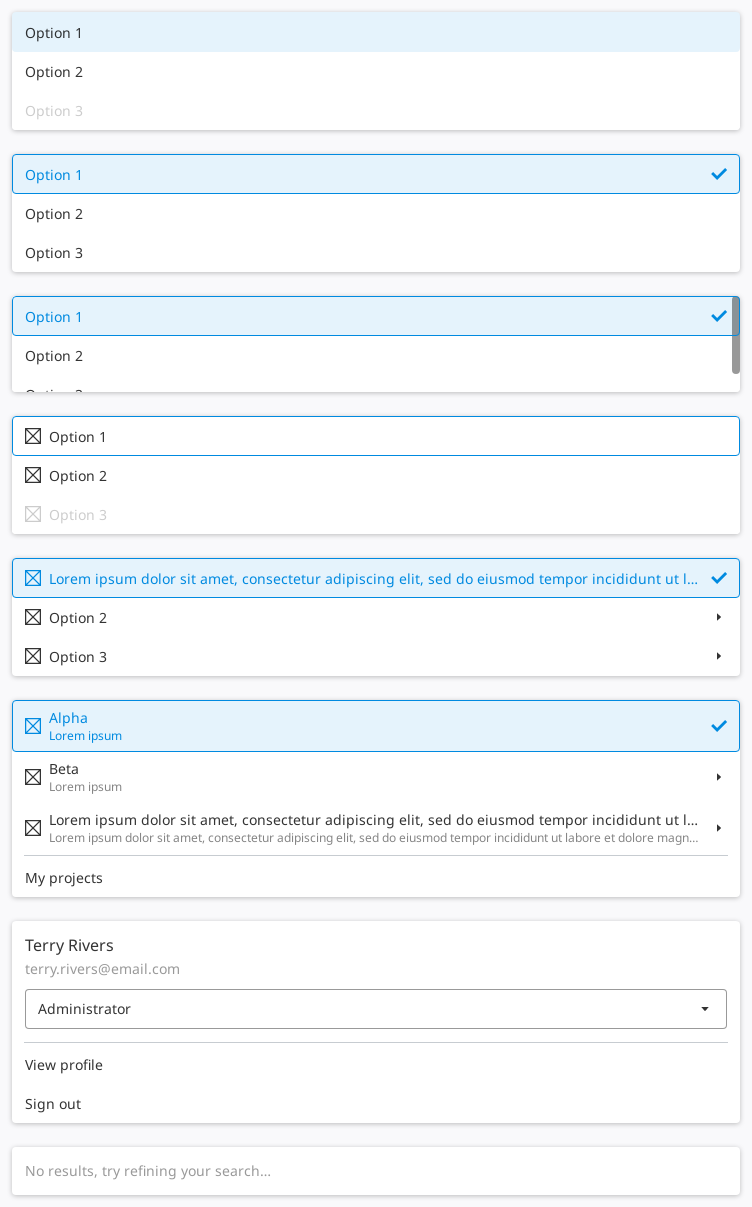 Option 1
Option 2
Option 3
Option 1
Option 2
Option 3
Option 1
Option 2
Option 1
Option 2
Option 3
Lorem ipsum dolor sit amet, consectetur adipiscing elit, sed do eiusmod tempor incididunt ut l...
Option 2
Option 3
Alpha
Lorem ipsum
Beta
Lorem ipsum
Lorem ipsum dolor sit amet, consectetur adipiscing elit, sed do eiusmod tempor incididunt ut l...
Lorem ipsum dolor sit amet, consectetur adipiscing elit, sed do eiusmod tempor incididunt ut labore et dolore magn...
My projects
Terry Rivers
terry.rivers@email.com
Administrator
View profile
Sign out
No results, try refining your search...